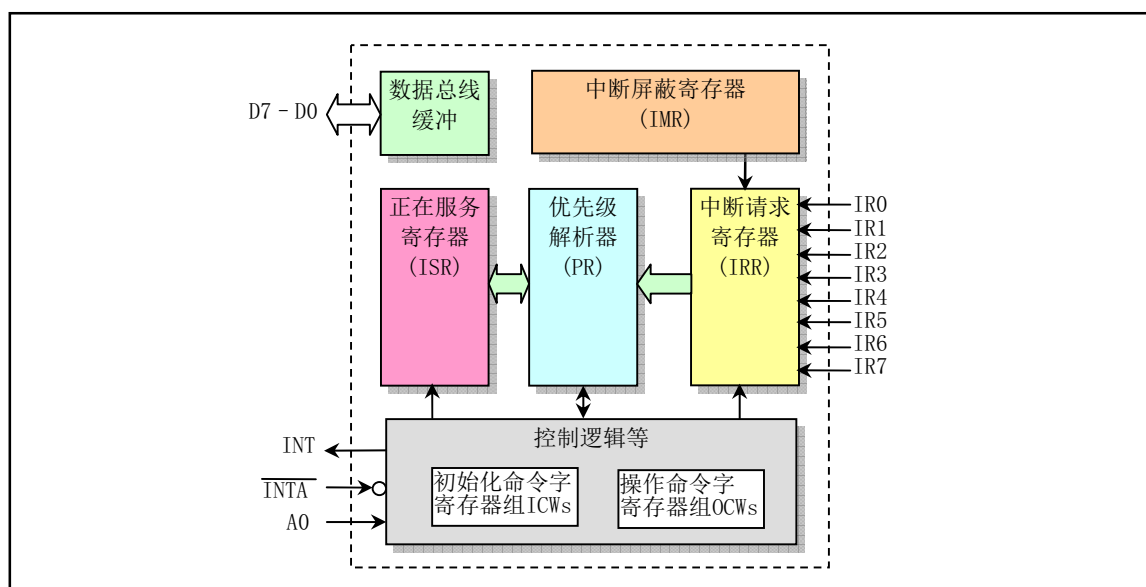 数据总线
缓冲
中断屏蔽寄存器
(IMR)
D7-D0
正在服务
寄存器
(ISR)
优先级
解析器
(PR)
中断请求
寄存器
(IRR)
IR0
IR1
IR2
IR3
IR4
IR5
IR6
IR7
控制逻辑等
INT
INTA
A0
初始化命令字
寄存器组ICWs
操作命令字
寄存器组OCWs